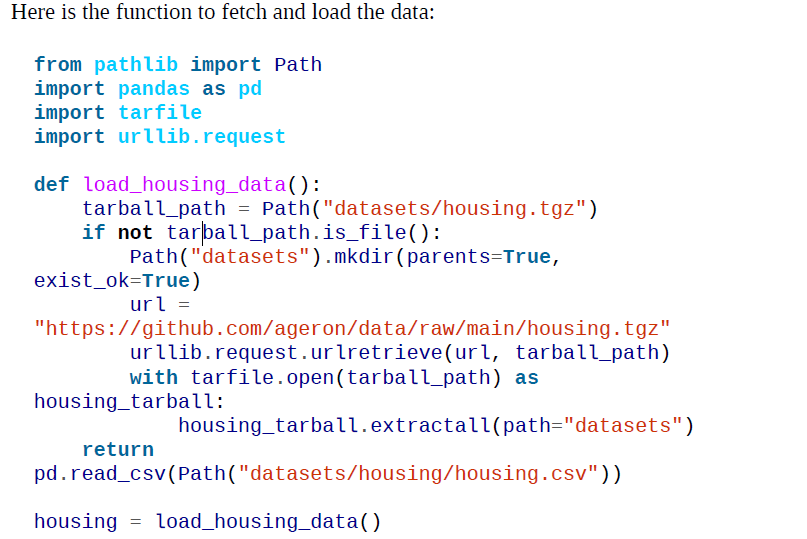 Here is the function to fetch and load the data:
from pathlib import Path
import pandas as pd
import tarfile
import urllib.request
def load_housing_data():
    tarball_path = Path("datasets/housing.tgz")
    if not tarball_path.is_file():
        Path("datasets").mkdir(parents=True,
exist_ok=True)
        url =
"https://github.com/ageron/data/raw/main/housing.tgz"
        urllib.request.urlretrieve(url, tarball_path)
        with tarfile.open(tarball_path) as
housing_tarball:
            housing_tarball.extractall(path="datasets")
    return
pd.read_csv(Path("datasets/housing/housing.csv"))
housing = load_housing_data()